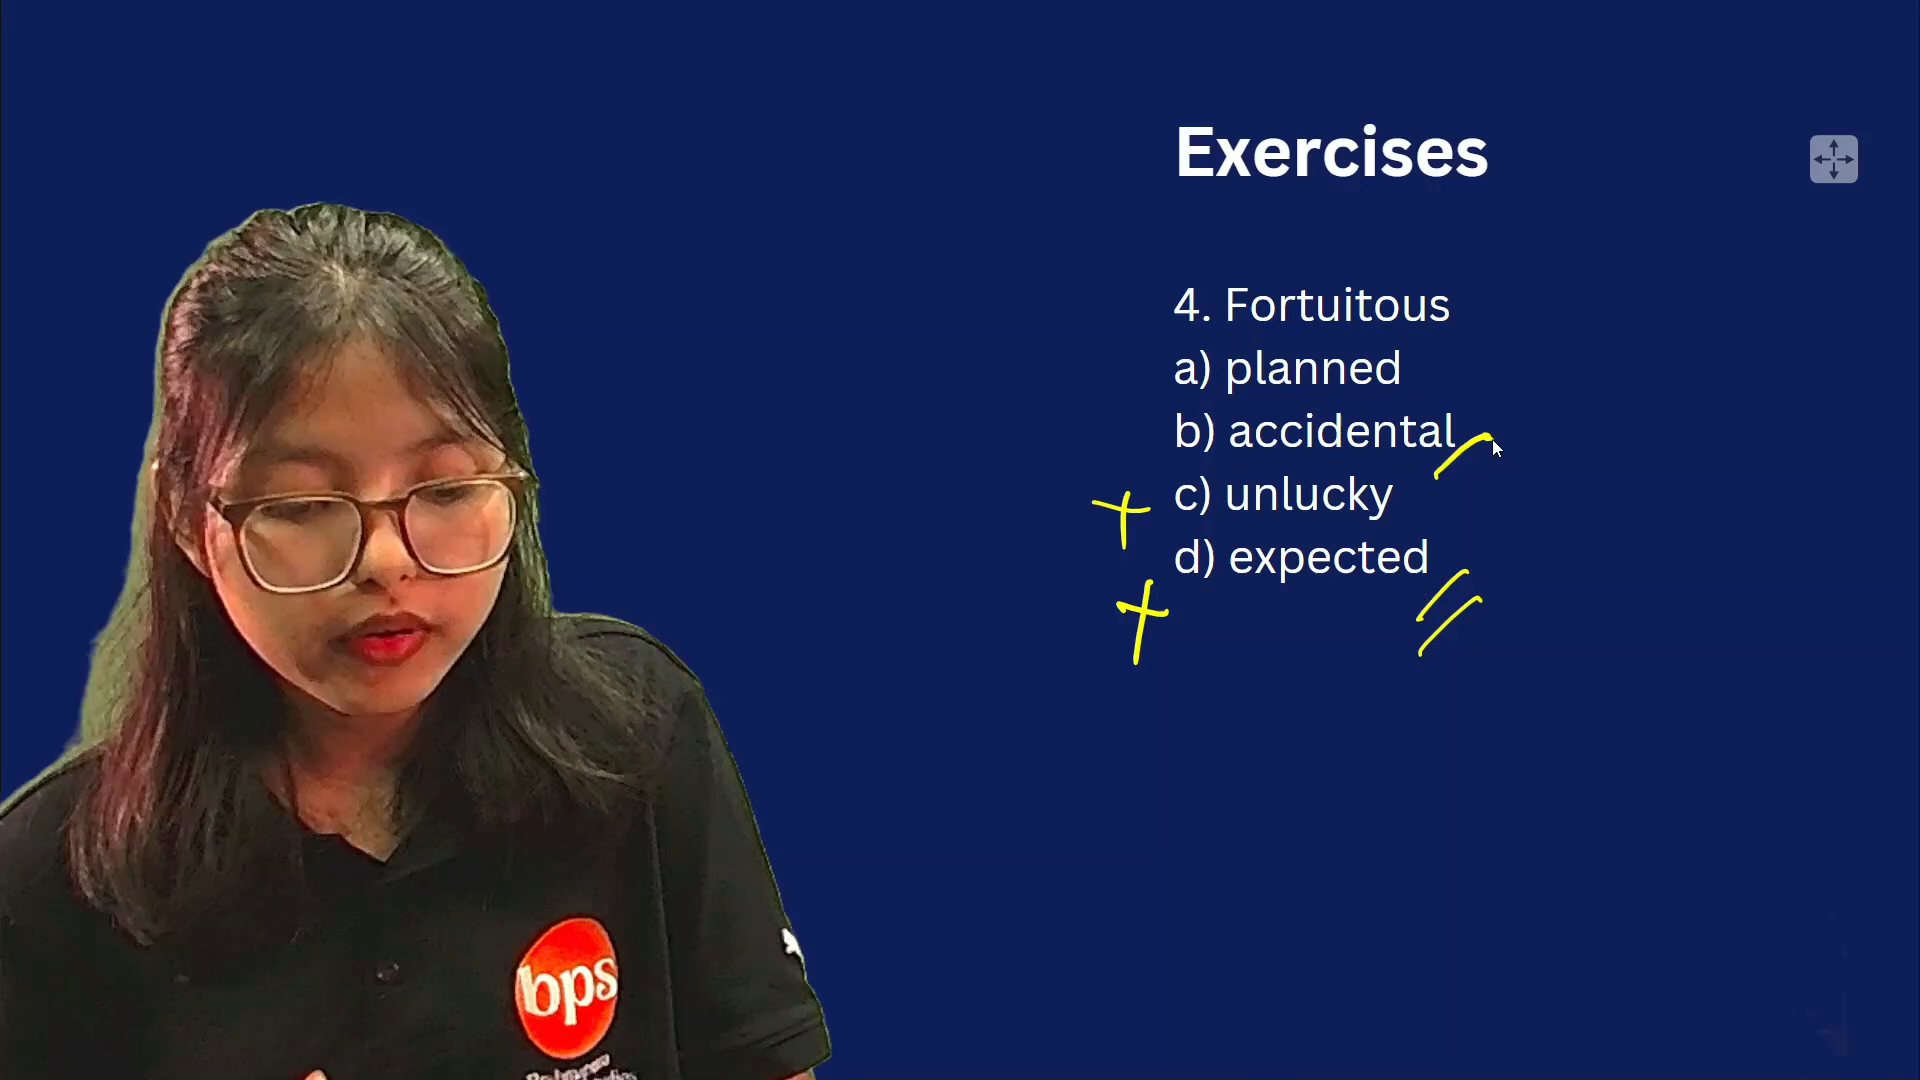 Exercises
4. Fortuitous
a) planned
b) accidental
c) unlucky
d) expected
bps